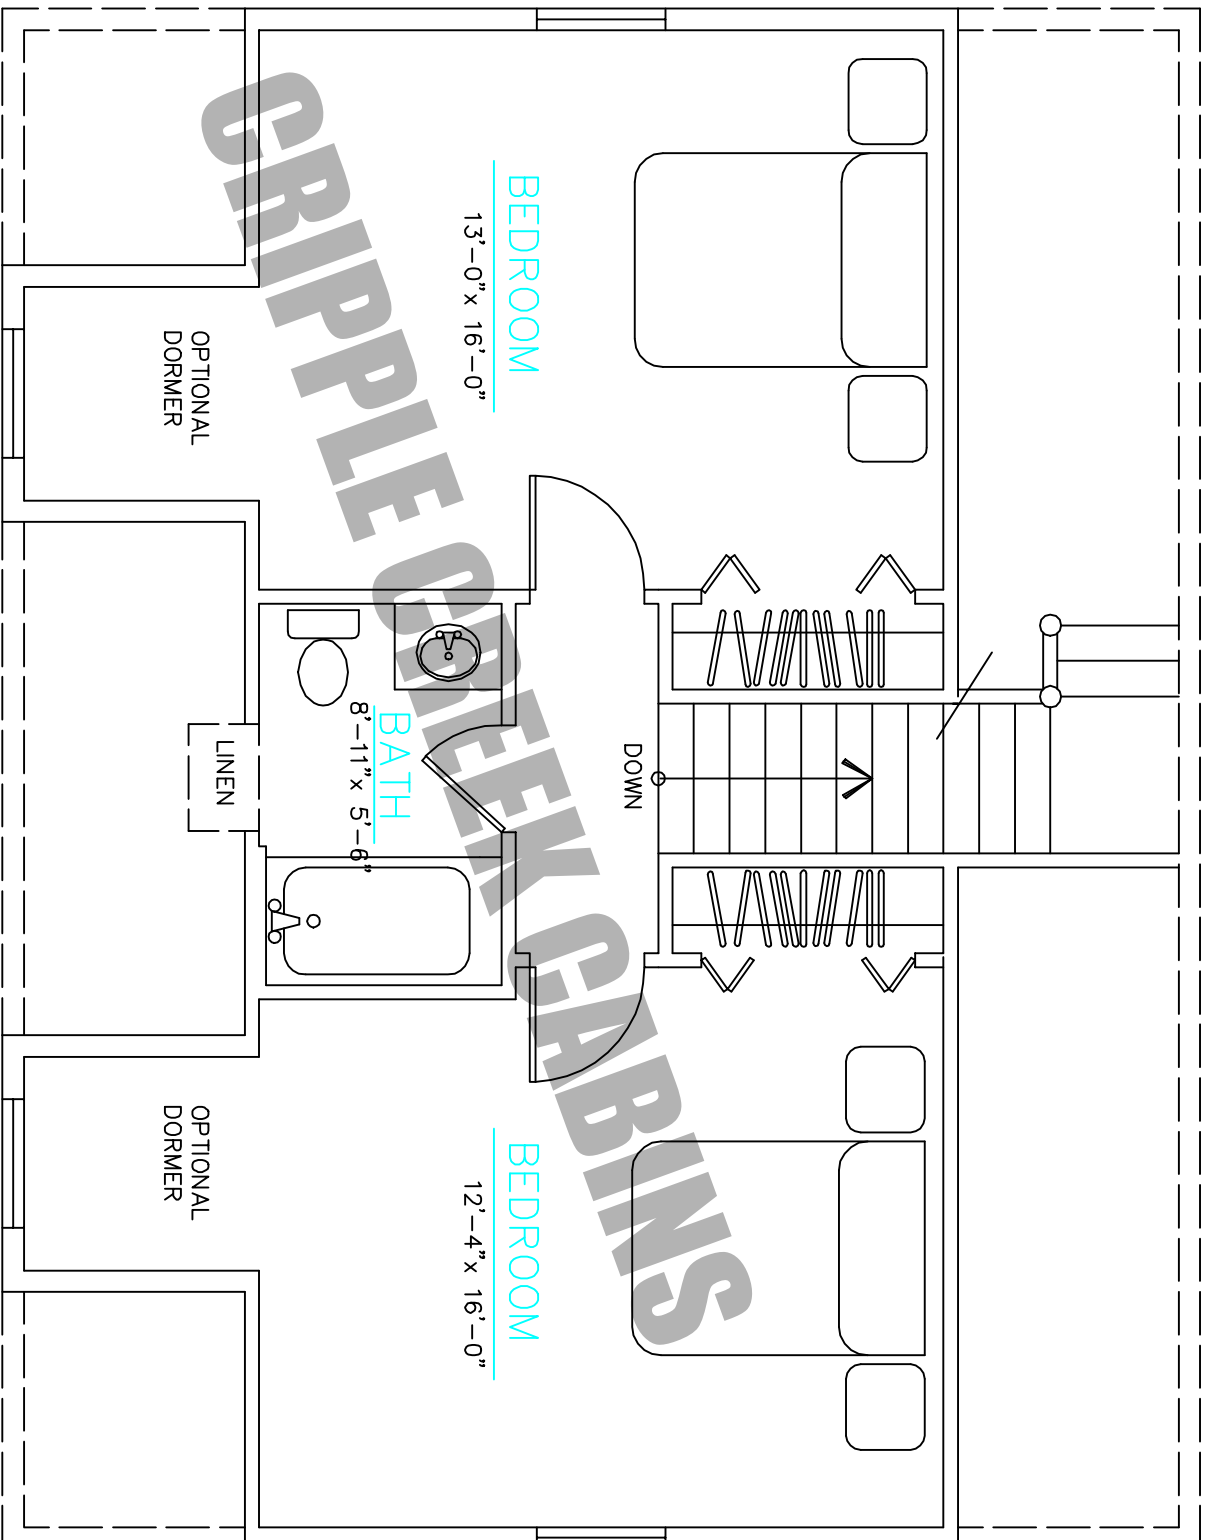 BEDROOM
13'-0" x 16'-0"
OPTIONAL
DORMER
DOWN
BATH
8'-11" x 5'-6"
LINEN
BEDROOM
12'-4" x 16'-0"
OPTIONAL
DORMER
CRIPPLE CREEK CABINS